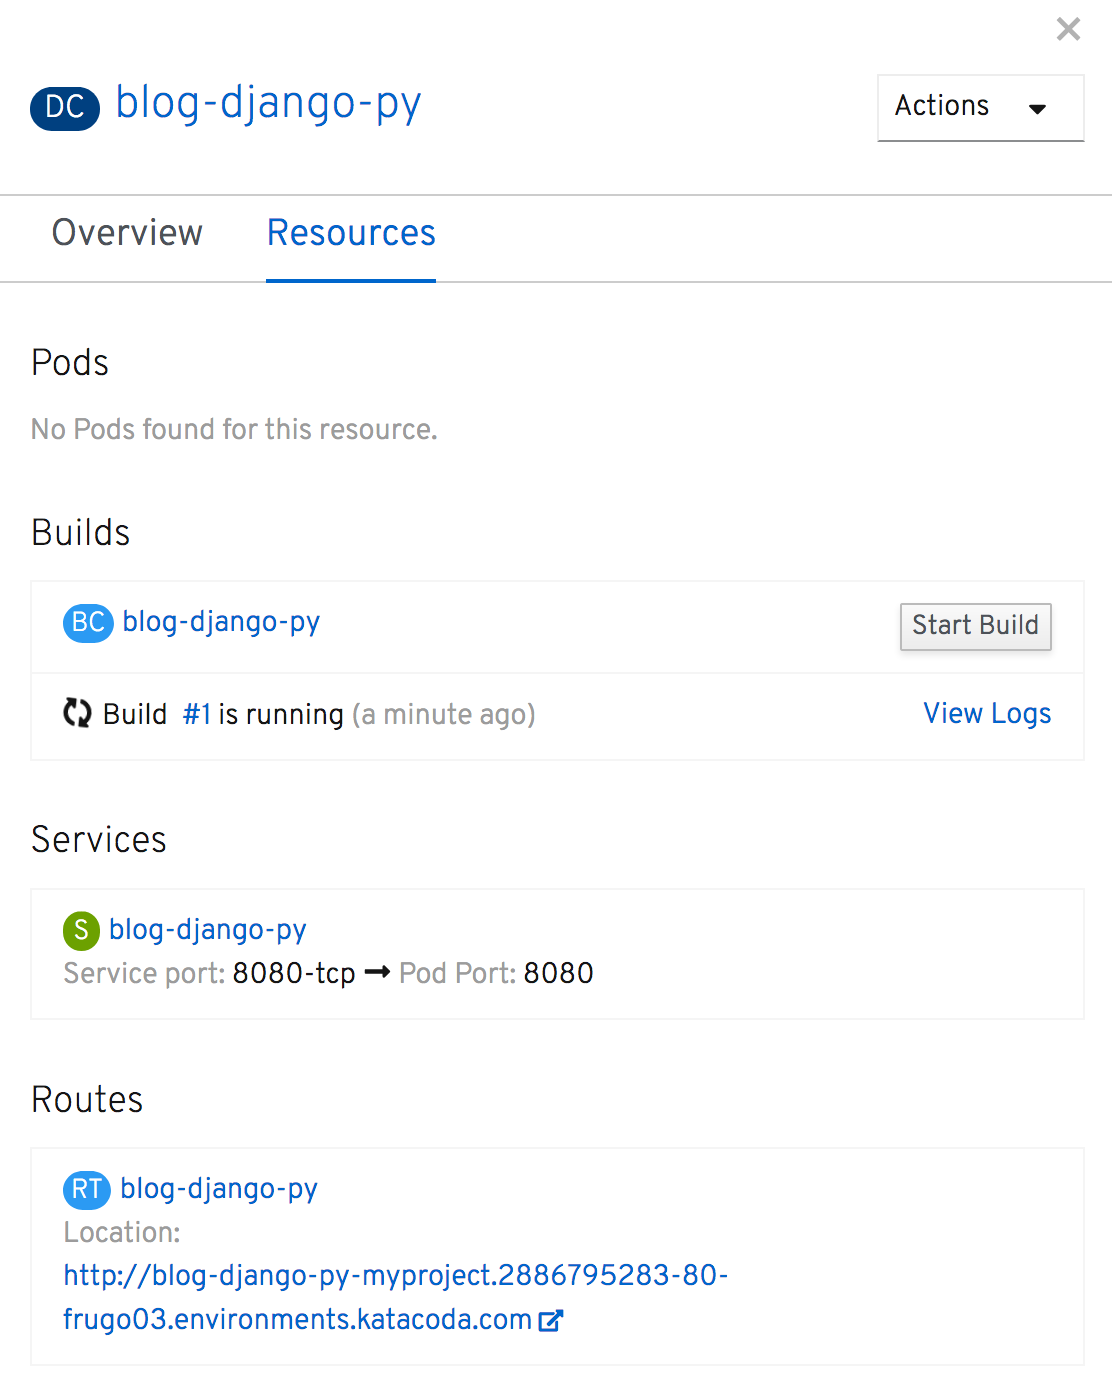 DC blog-django-py
Actions
Overview Resources
Pods
No Pods found for this resource.
Builds
BC blog-django-py Start Build
Build #1 is running (a minute ago) View Logs
Services
S blog-django-py
Service port: 8080-tcp → Pod Port: 8080
Routes
RT blog-django-py
Location:
http://blog-django-py-myproject.2886795283-80-
frugo03.environments.katacoda.com